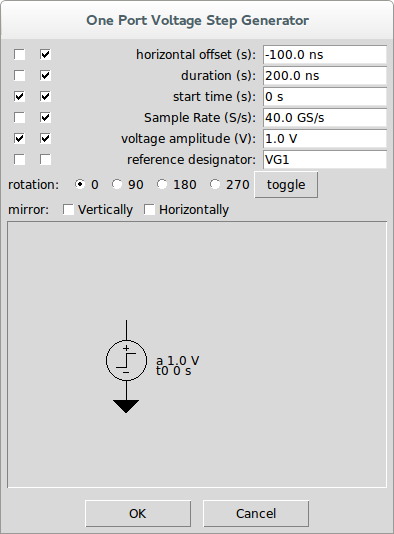 One Port Voltage Step Generator
horizontal offset (s): -100.0 ns
duration (s): 200.0 ns
start time (s): 0 s
Sample Rate (S/s): 40.0 GS/s
voltage amplitude (V): 1.0 V
reference designator: VG1
rotation: 0 90 180 270 toggle
mirror: Vertically Horizontally
+
a 1.0 V
t0 0 s
−
OK Cancel